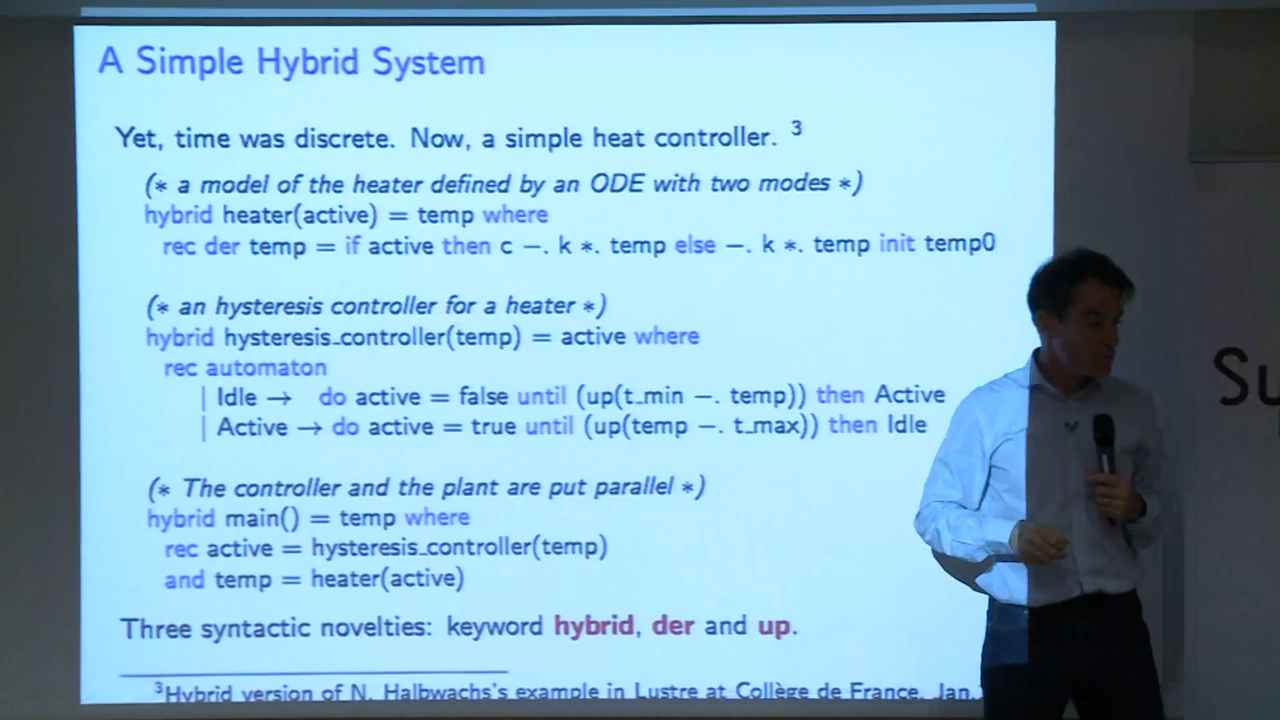 A Simple Hybrid System
Yet, time was discrete. Now, a simple heat controller. 3
(* a model of the heater defined by an ODE with two modes *)
hybrid heater(active) = temp where
rec der temp = if active then c −. k *. temp else −. k *. temp init temp0
(* an hysteresis controller for a heater *)
hybrid hysteresis_controller(temp) = active where
rec automaton
| Idle → do active = false until (up(t_min −. temp)) then Active
| Active → do active = true until (up(temp −. t_max)) then Idle
(* The controller and the plant are put parallel *)
hybrid main() = temp where
rec active = hysteresis_controller(temp)
and temp = heater(active)
Three syntactic novelties: keyword hybrid, der and up.
3Hybrid version of N. Halbwachs's example in Lustre at Collège de France, Jan.
Su